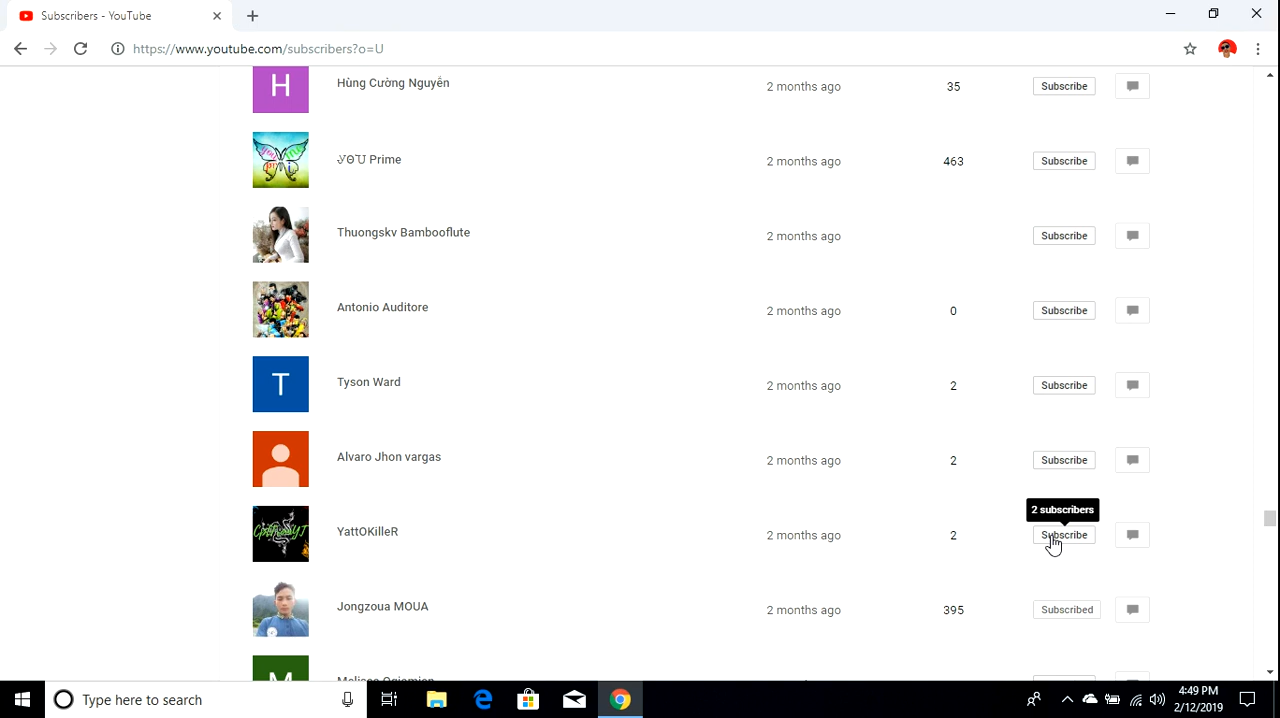 Subscribers - YouTube
https://www.youtube.com/subscribers?o=U
H
Hùng Cường Nguyễn 2 months ago 35 Subscribe
Prime 2 months ago 463 Subscribe
Thuongskv Bambooflute 2 months ago Subscribe
Antonio Auditore 2 months ago 0 Subscribe
T
Tyson Ward 2 months ago 2 Subscribe
Alvaro Jhon vargas 2 months ago 2 Subscribe
2 subscribers
YattOKilleR 2 months ago 2 Subscribe
Jongzoua MOUA 2 months ago 395 Subscribed
Type here to search
4:49 PM
2/12/2019